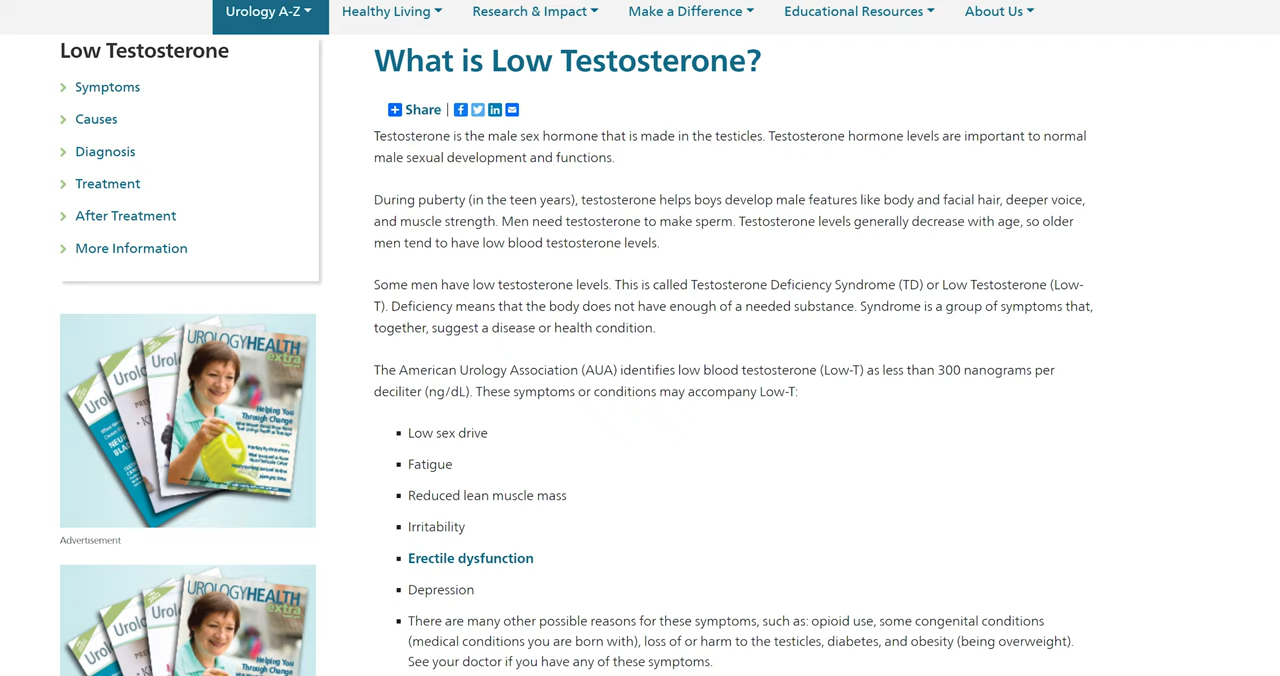 Urology A-Z Healthy Living Research & Impact Make a Difference Educational Resources About Us
Low Testosterone
Symptoms
Causes
Diagnosis
Treatment
After Treatment
More Information
UROLOGYHEALTH
extra
Helping You
Through Change
Advertisement
UROLOGYHEALTH
extra
Helping You
Through Change
What is Low Testosterone?
Share |
Testosterone is the male sex hormone that is made in the testicles. Testosterone hormone levels are important to normal
male sexual development and functions.
During puberty (in the teen years), testosterone helps boys develop male features like body and facial hair, deeper voice,
and muscle strength. Men need testosterone to make sperm. Testosterone levels generally decrease with age, so older
men tend to have low blood testosterone levels.
Some men have low testosterone levels. This is called Testosterone Deficiency Syndrome (TD) or Low Testosterone (Low-
T). Deficiency means that the body does not have enough of a needed substance. Syndrome is a group of symptoms that,
together, suggest a disease or health condition.
The American Urology Association (AUA) identifies low blood testosterone (Low-T) as less than 300 nanograms per
deciliter (ng/dL). These symptoms or conditions may accompany Low-T:
Low sex drive
Fatigue
Reduced lean muscle mass
Irritability
Erectile dysfunction
Depression
There are many other possible reasons for these symptoms, such as: opioid use, some congenital conditions
(medical conditions you are born with), loss of or harm to the testicles, diabetes, and obesity (being overweight).
See your doctor if you have any of these symptoms.